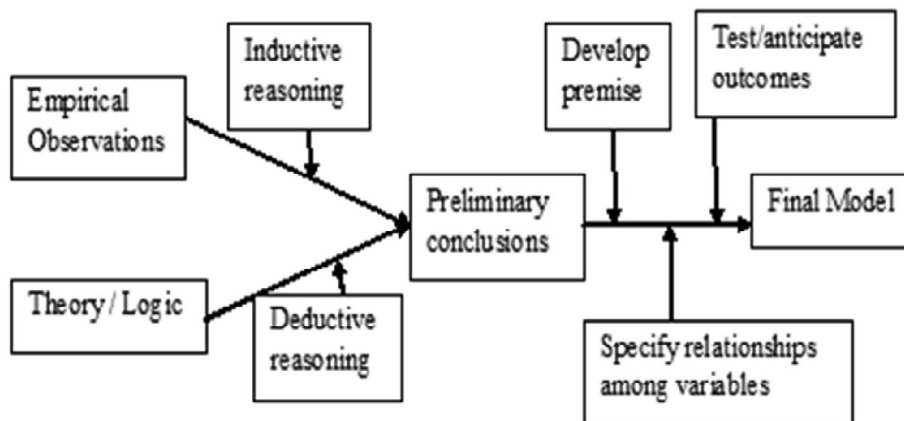 Inductive
reasoning
Develop
premise
Test/anticipate
outcomes
Empirical
Observations
Preliminary
conclusions
Final Model
Theory / Logic
Deductive
reasoning
Specify relationships
among variables